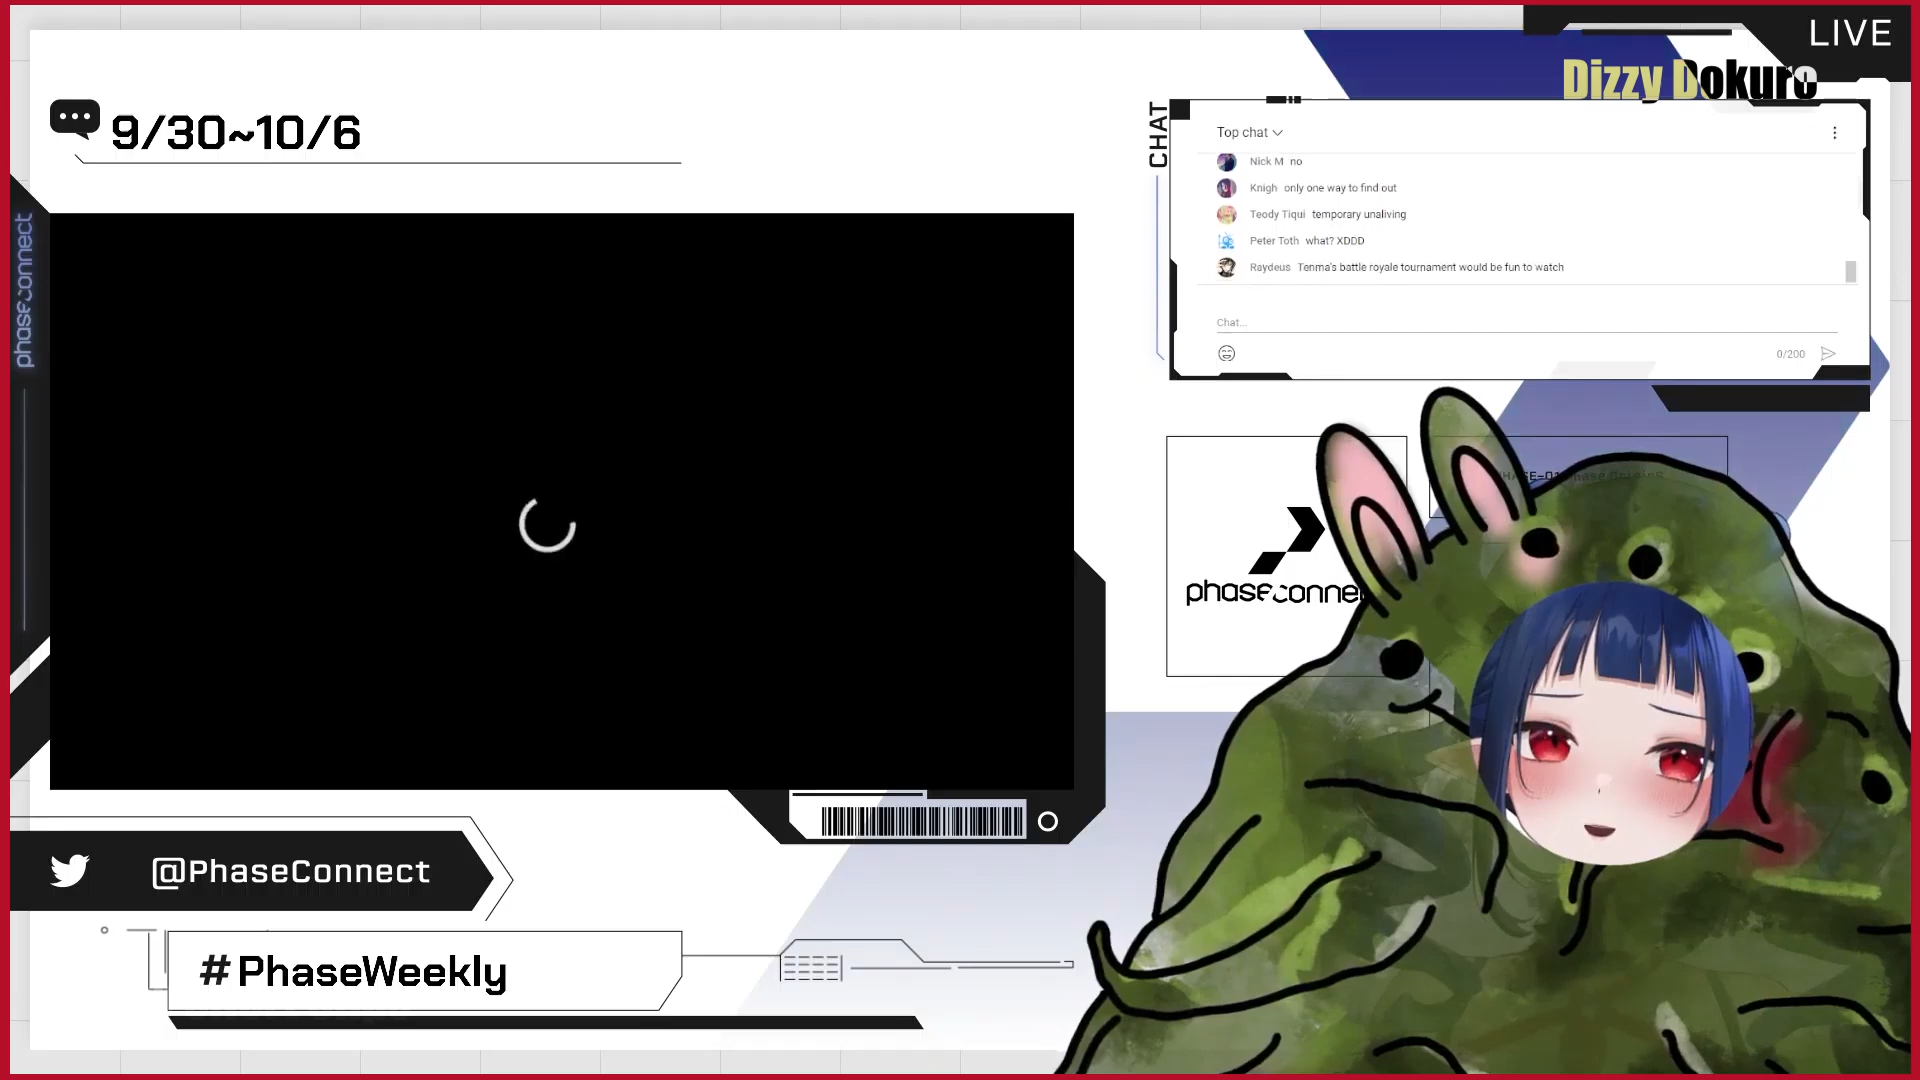 LIVE
Dizzy Dokuro
9/30~10/6
CHAT
Top chat
Nick M no
Knigh only one way to find out
Teody Tiqui temporary unaliving
Peter Toth what? XDDD
Raydeus Tenma's battle royale tournament would be fun to watch
Chat...
0/200
phase connect
phase connec
@PhaseConnect
#PhaseWeekly